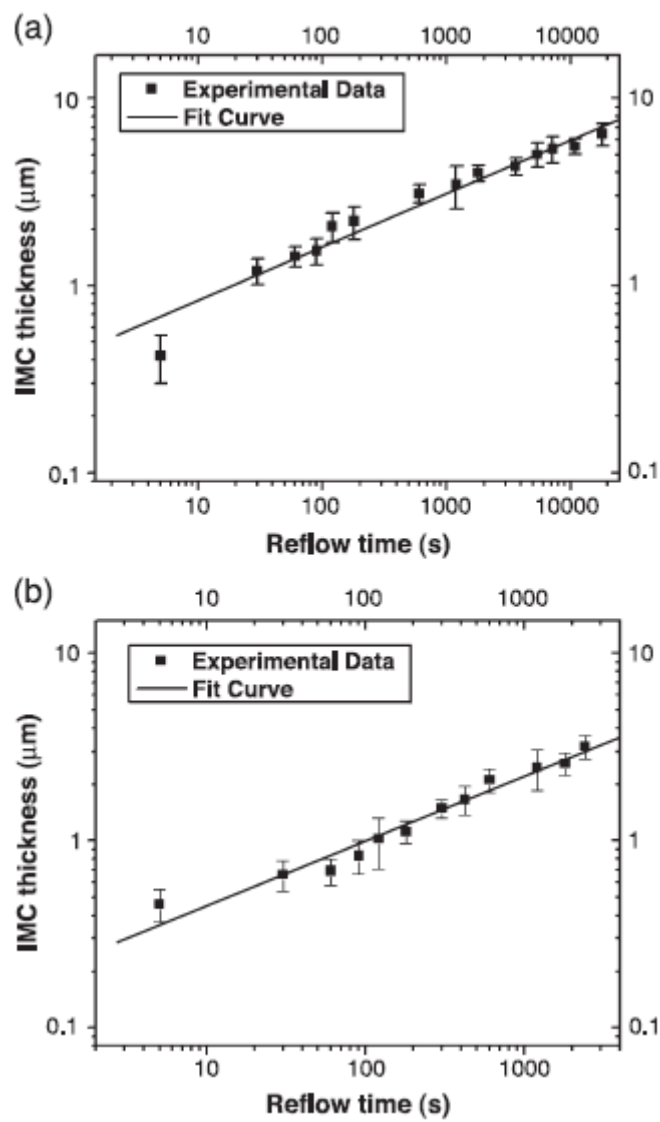 (a)
10 100 1000 10000
10 10
Experimental Data
Fit Curve
IMC thickness (μm)
1 1
0.1 0.1
10 100 1000 10000
Reflow time (s)
(b)
10 100 1000
10 10
Experimental Data
Fit Curve
IMC thickness (μm)
1 1
0.1 0.1
10 100 1000
Reflow time (s)